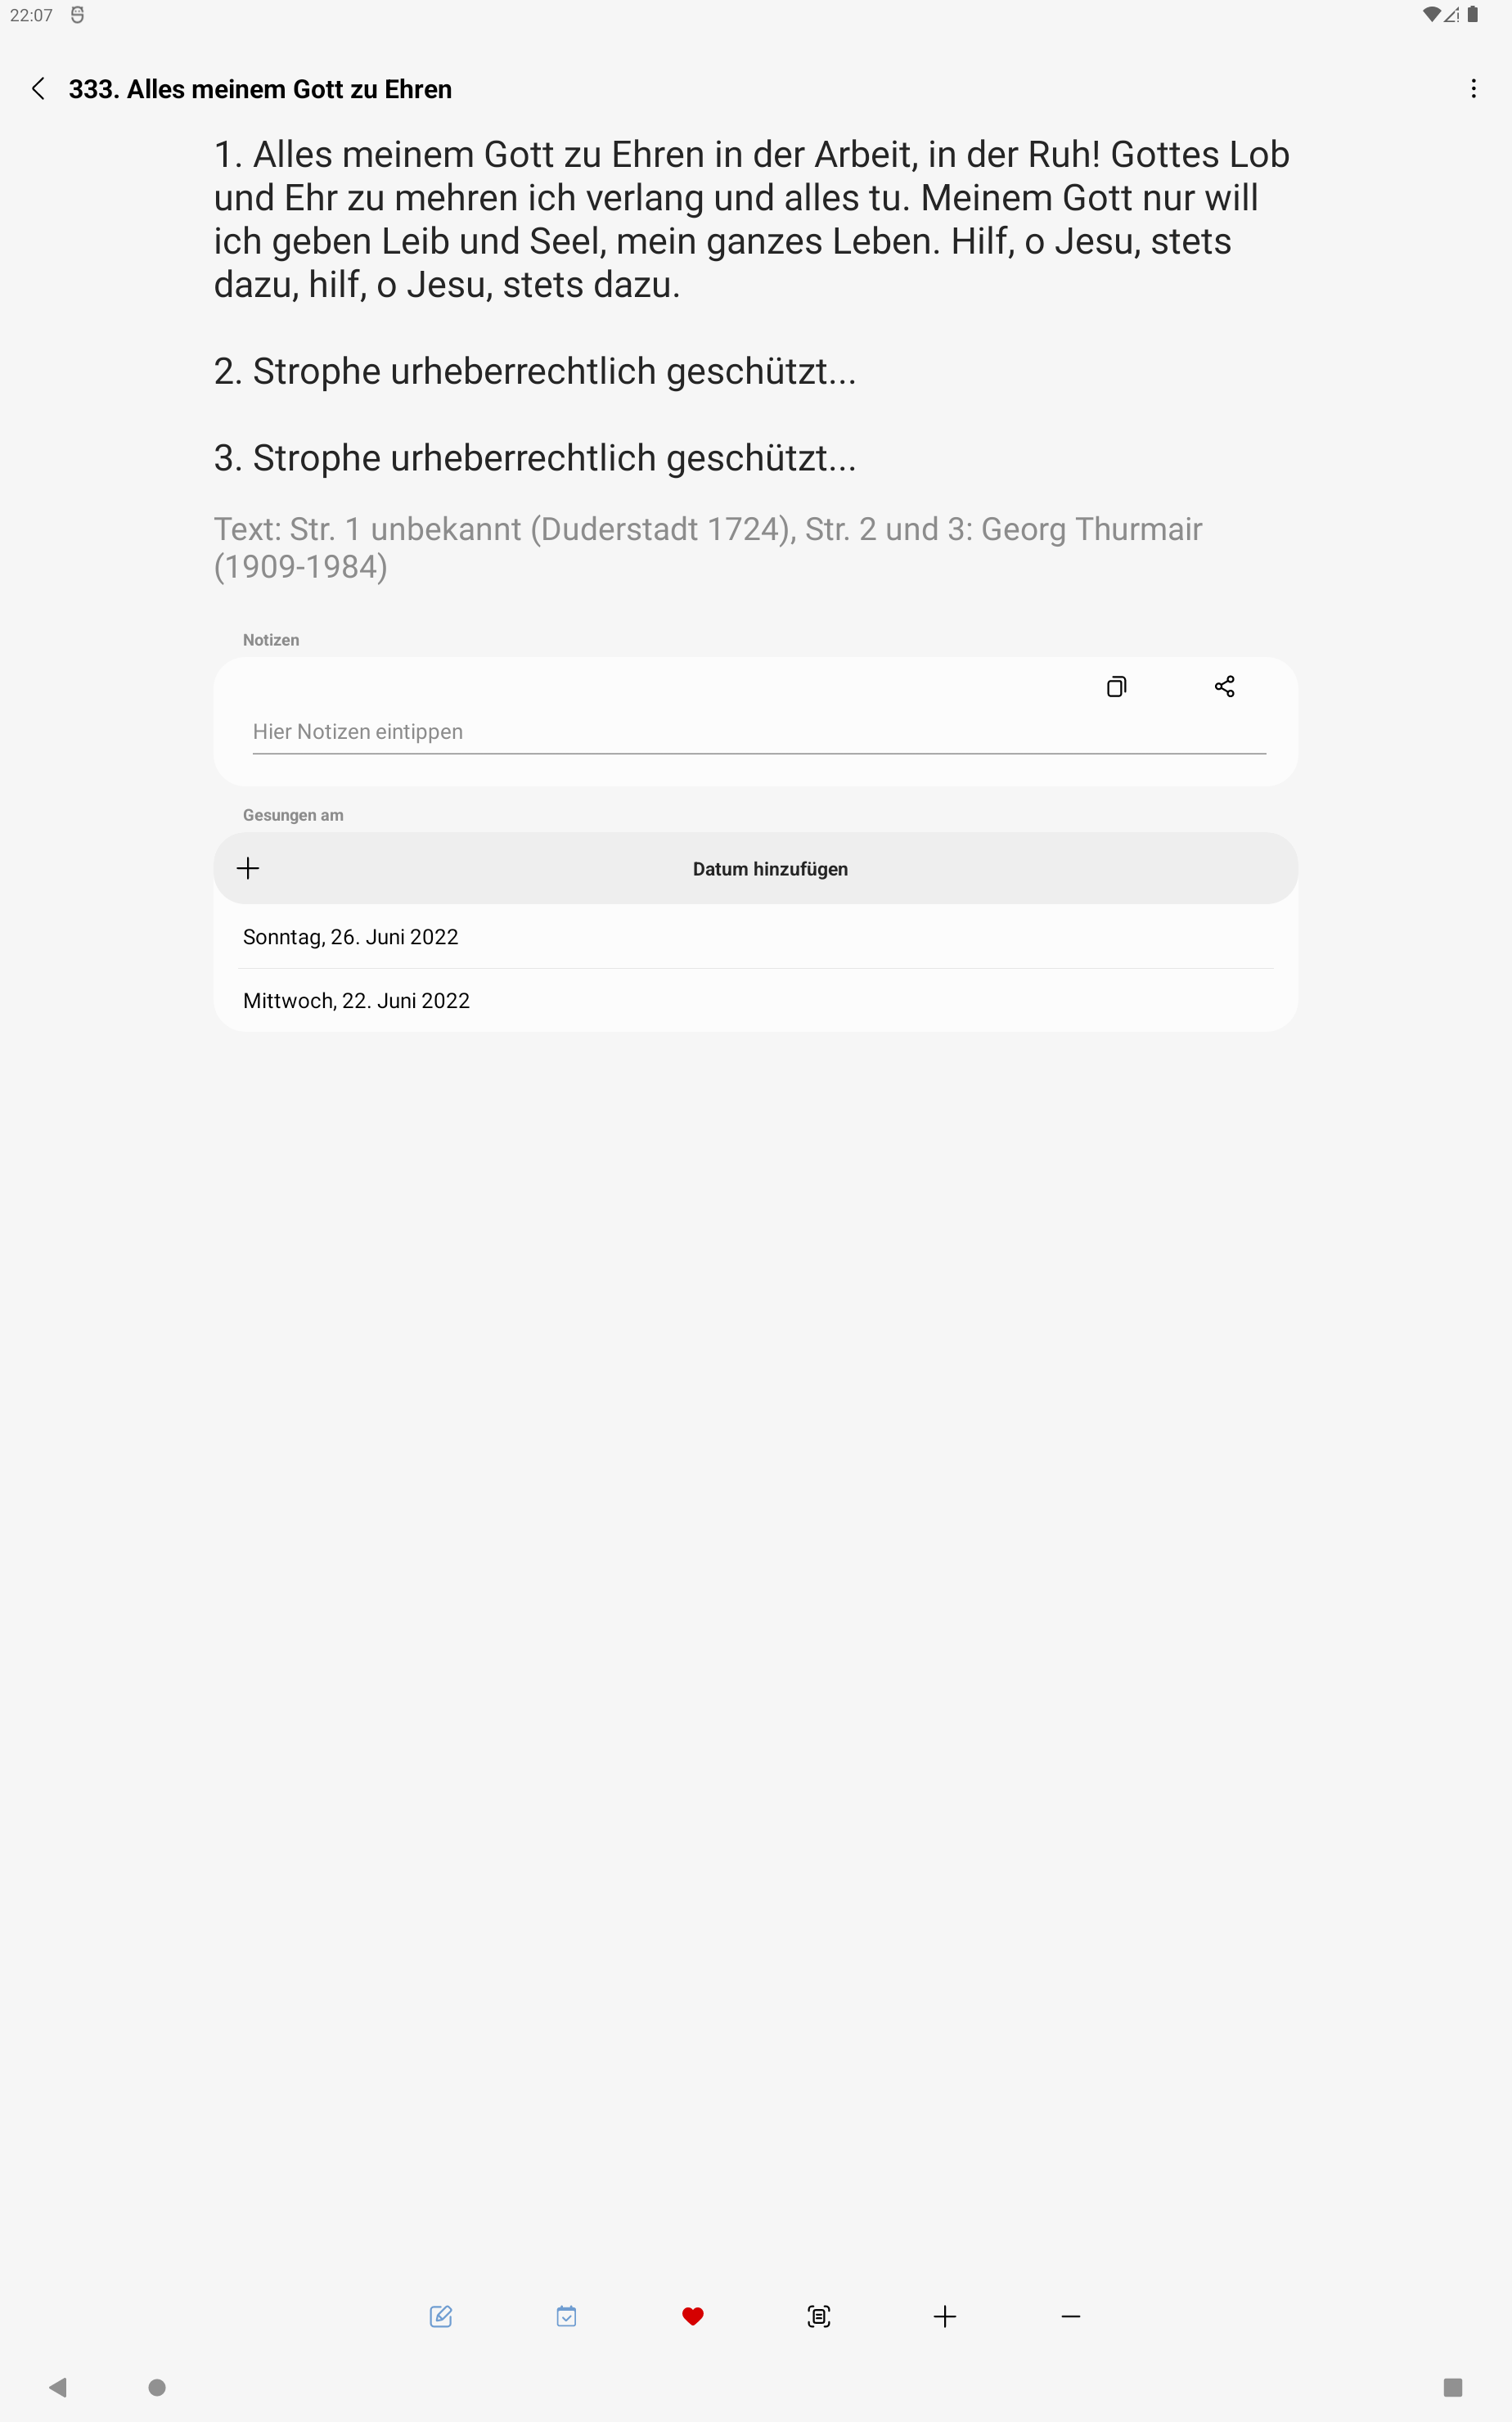 22:07
333. Alles meinem Gott zu Ehren
1. Alles meinem Gott zu Ehren in der Arbeit, in der Ruh! Gottes Lob
und Ehr zu mehren ich verlang und alles tu. Meinem Gott nur will
ich geben Leib und Seel, mein ganzes Leben. Hilf, o Jesu, stets
dazu, hilf, o Jesu, stets dazu.
2. Strophe urheberrechtlich geschützt...
3. Strophe urheberrechtlich geschützt...
Text: Str. 1 unbekannt (Duderstadt 1724), Str. 2 und 3: Georg Thurmair
(1909-1984)
Notizen
Hier Notizen eintippen
Gesungen am
Datum hinzufügen
Sonntag, 26. Juni 2022
Mittwoch, 22. Juni 2022